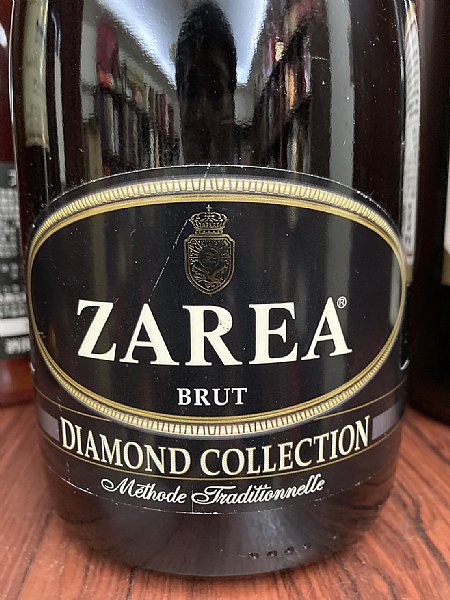 ZAREA®
BRUT
DIAMOND COLLECTION
Méthode Traditionnelle